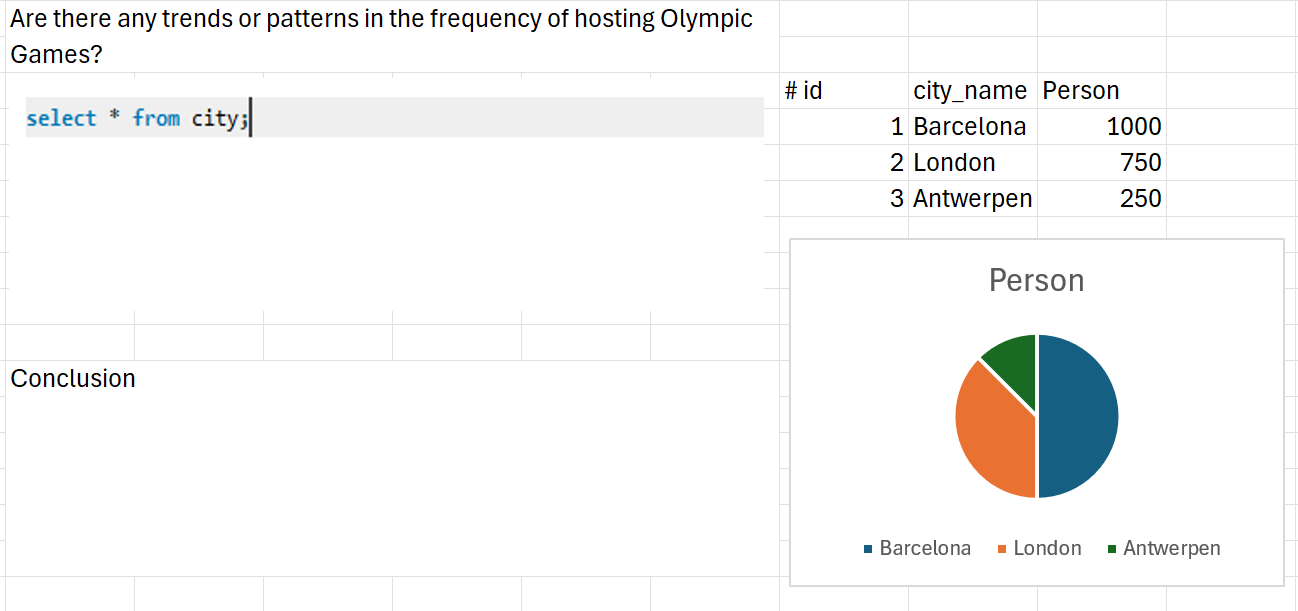 Are there any trends or patterns in the frequency of hosting Olympic
Games?
select * from city;
# id city_name Person
1 Barcelona 1000
2 London 750
3 Antwerpen 250
Person
Barcelona London Antwerpen
Conclusion